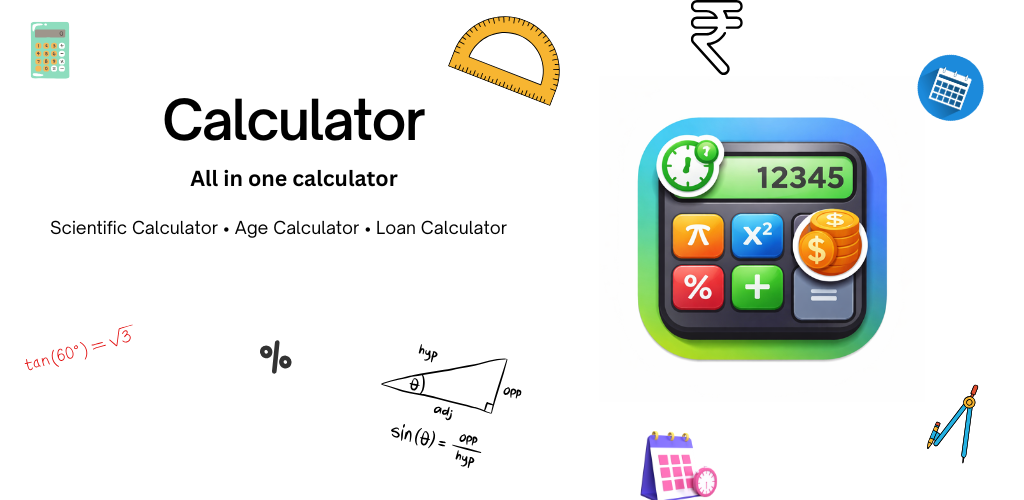 ₹
Calculator
All in one calculator
Scientific Calculator • Age Calculator • Loan Calculator
12345
π
x²
$
$
%
+
=
tan(60°)=√3
%
hyp
θ
opp
adj
sin(θ)= opp/hyp